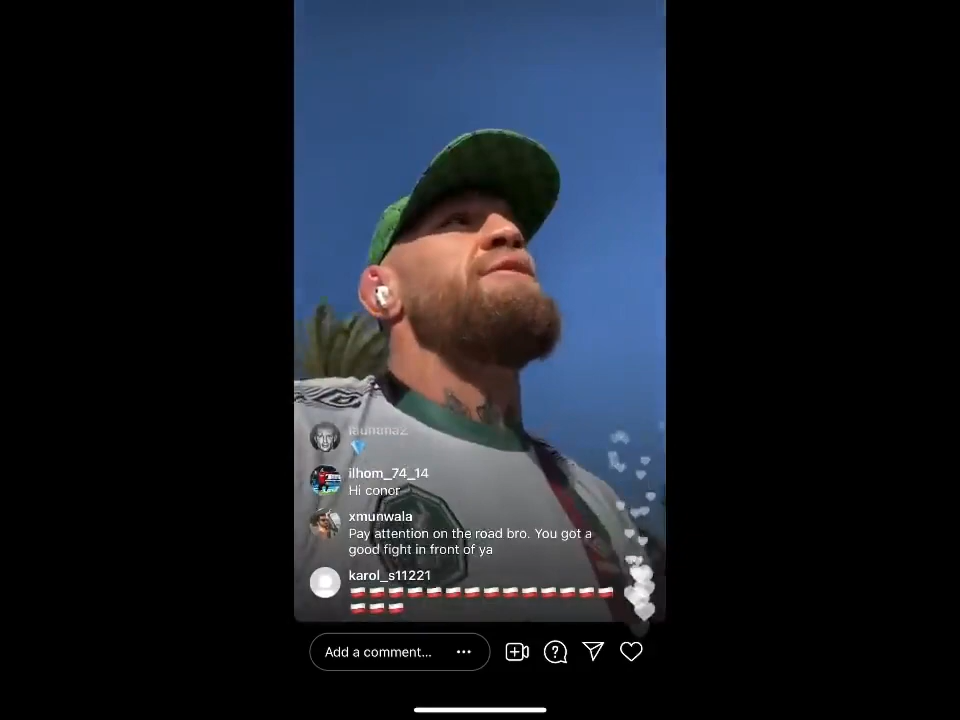 ilhom_74_14
Hi conor
xmunwala
Pay attention on the road bro. You got a
good fight in front of ya
karol_s11221
Add a comment...